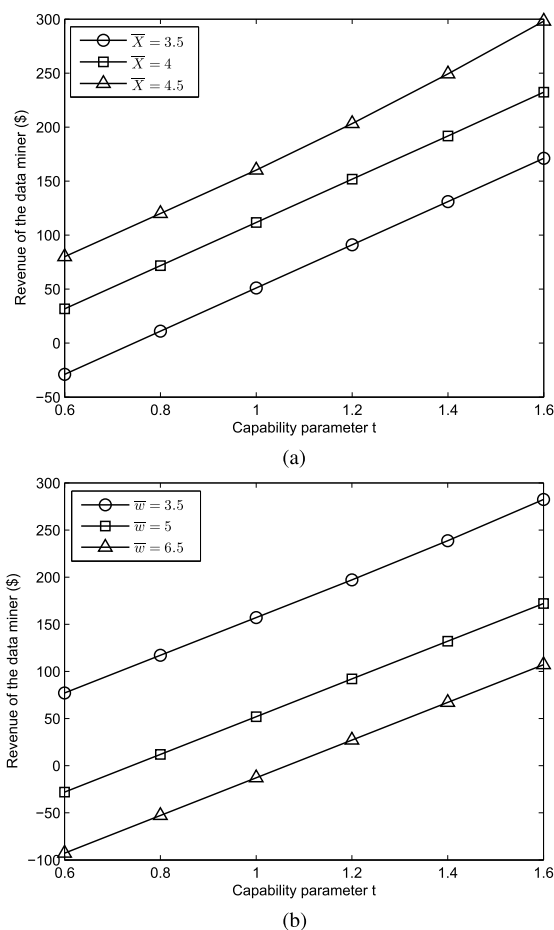 300
250
200
150
100
50
0
−50
Revenue of the data miner ($)
X̅ = 3.5
X̅ = 4
X̅ = 4.5
0.6 0.8 1 1.2 1.4 1.6
Capability parameter t
(a)
300
250
200
150
100
50
0
−50
−100
Revenue of the data miner ($)
w̅ = 3.5
w̅ = 5
w̅ = 6.5
0.6 0.8 1 1.2 1.4 1.6
Capability parameter t
(b)